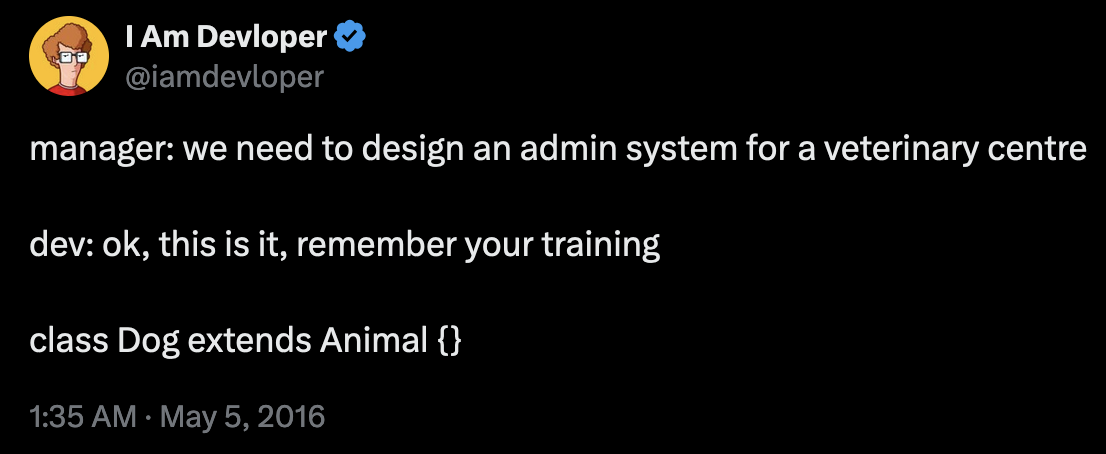 I Am Devloper
@iamdevloper
manager: we need to design an admin system for a veterinary centre
dev: ok, this is it, remember your training
class Dog extends Animal {}
1:35 AM · May 5, 2016